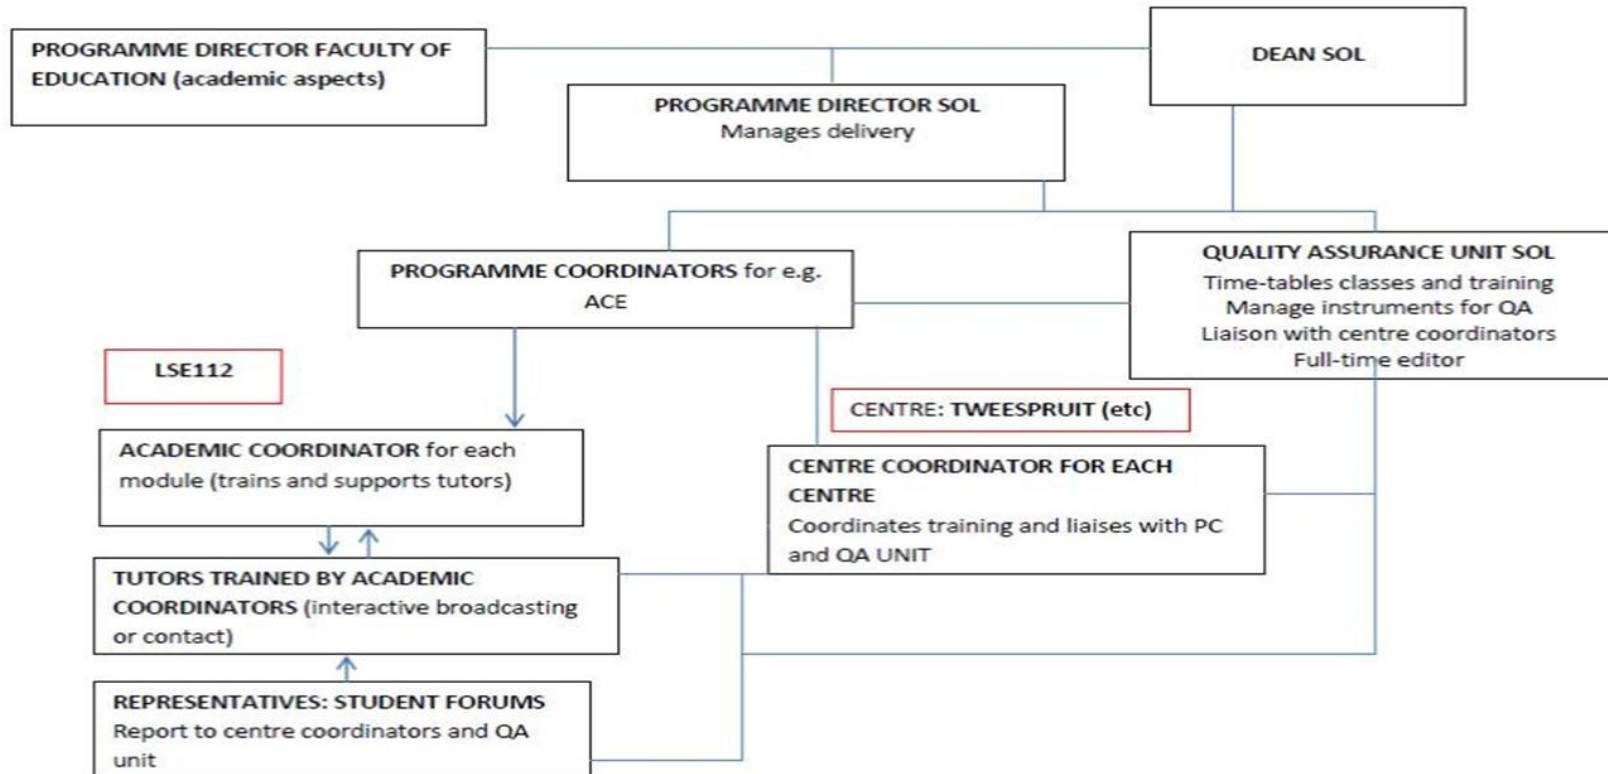 PROGRAMME DIRECTOR FACULTY OF
EDUCATION (academic aspects)
DEAN SOL
PROGRAMME DIRECTOR SOL
Manages delivery
PROGRAMME COORDINATORS for e.g.
ACE
QUALITY ASSURANCE UNIT SOL
Time-tables classes and training
Manage instruments for QA
Liaison with centre coordinators
Full-time editor
LSE112
CENTRE: TWEESPRUIT (etc)
ACADEMIC COORDINATOR for each
module (trains and supports tutors)
CENTRE COORDINATOR FOR EACH
CENTRE
Coordinates training and liaises with PC
and QA UNIT
TUTORS TRAINED BY ACADEMIC
COORDINATORS (interactive broadcasting
or contact)
REPRESENTATIVES: STUDENT FORUMS
Report to centre coordinators and QA
unit